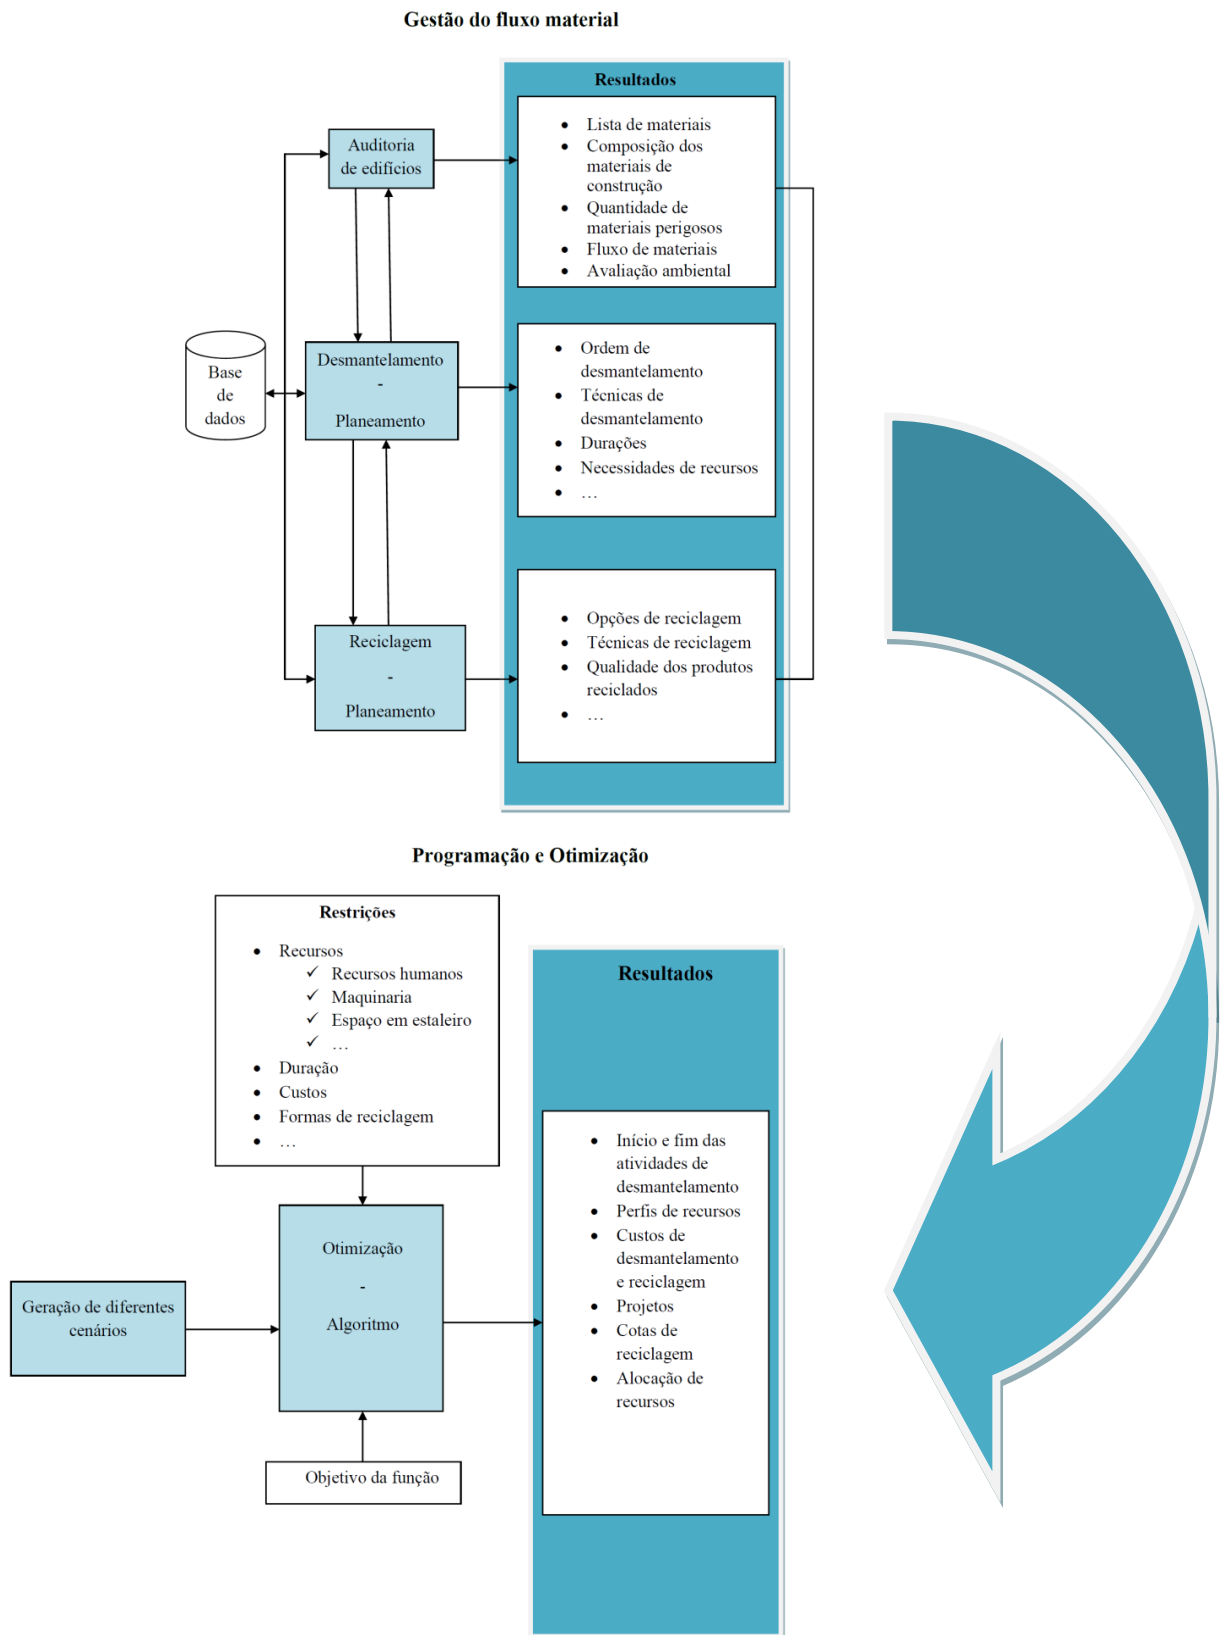 Gestão do fluxo material
Resultados
Auditoria
de edifícios
• Lista de materiais
• Composição dos
materiais de
construção
• Quantidade de
materiais perigosos
• Fluxo de materiais
• Avaliação ambiental
Base
de
dados
Desmantelamento
-
Planeamento
• Ordem de
desmantelamento
• Técnicas de
desmantelamento
• Durações
• Necessidades de recursos
• …
Reciclagem
-
Planeamento
• Opções de reciclagem
• Técnicas de reciclagem
• Qualidade dos produtos
reciclados
• …
Programação e Otimização
Restrições
• Recursos
✓ Recursos humanos
✓ Maquinaria
✓ Espaço em estaleiro
✓ …
• Duração
• Custos
• Formas de reciclagem
• …
Geração de diferentes
cenários
Otimização
-
Algoritmo
Objetivo da função
Resultados
• Início e fim das
atividades de
desmantelamento
• Perfis de recursos
• Custos de
desmantelamento
e reciclagem
• Projetos
• Cotas de
reciclagem
• Alocação de
recursos